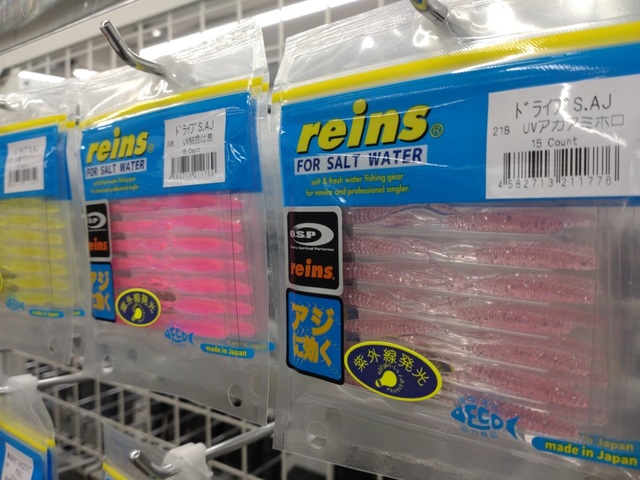 reins®
FOR SALT WATER
ドライブS.AJ
15 Count
O.S.P
reins
アジ
に効く
紫外線発光
made in Japan
reins®
FOR SALT WATER
salt & fresh water fishing gear
for novice and professional angler.
ドライブS.AJ
218 UVアカアミホロ
15 Count
4582713211776
O.S.P
reins®
アジ
に効く
紫外線発光
ECO
made in Japan